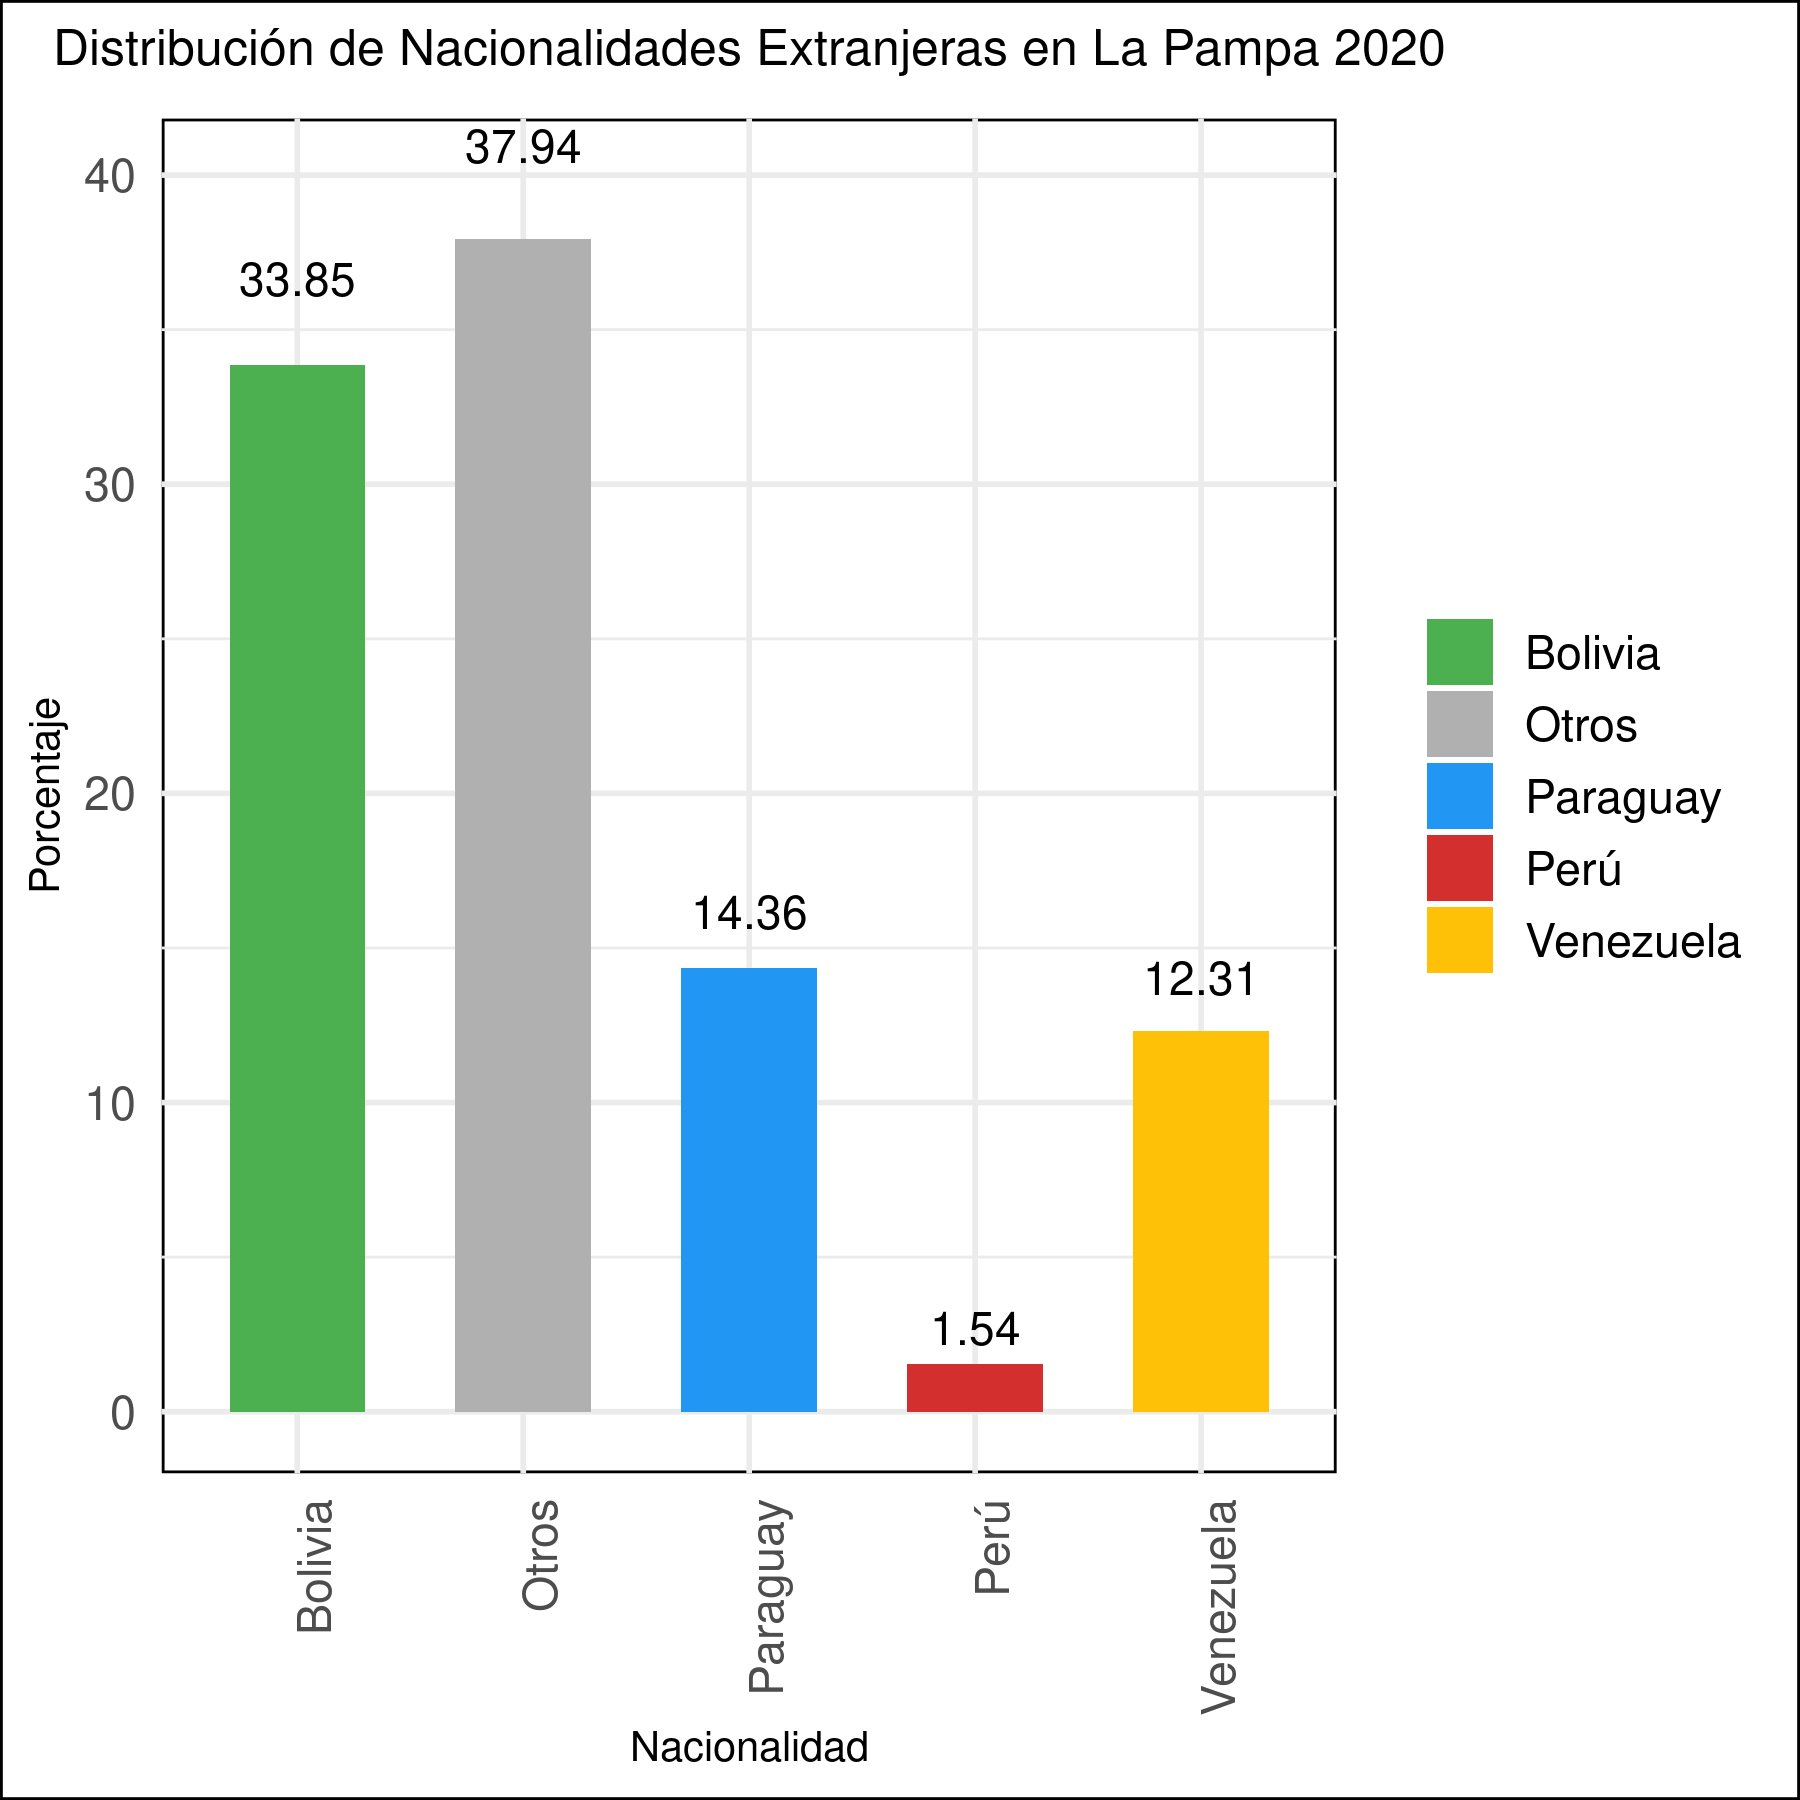 Distribución de Nacionalidades Extranjeras en La Pampa 2020
Porcentaje
40
30
20
10
0
33.85
37.94
14.36
1.54
12.31
Bolivia
Otros
Paraguay
Perú
Venezuela
Nacionalidad
Bolivia
Otros
Paraguay
Perú
Venezuela